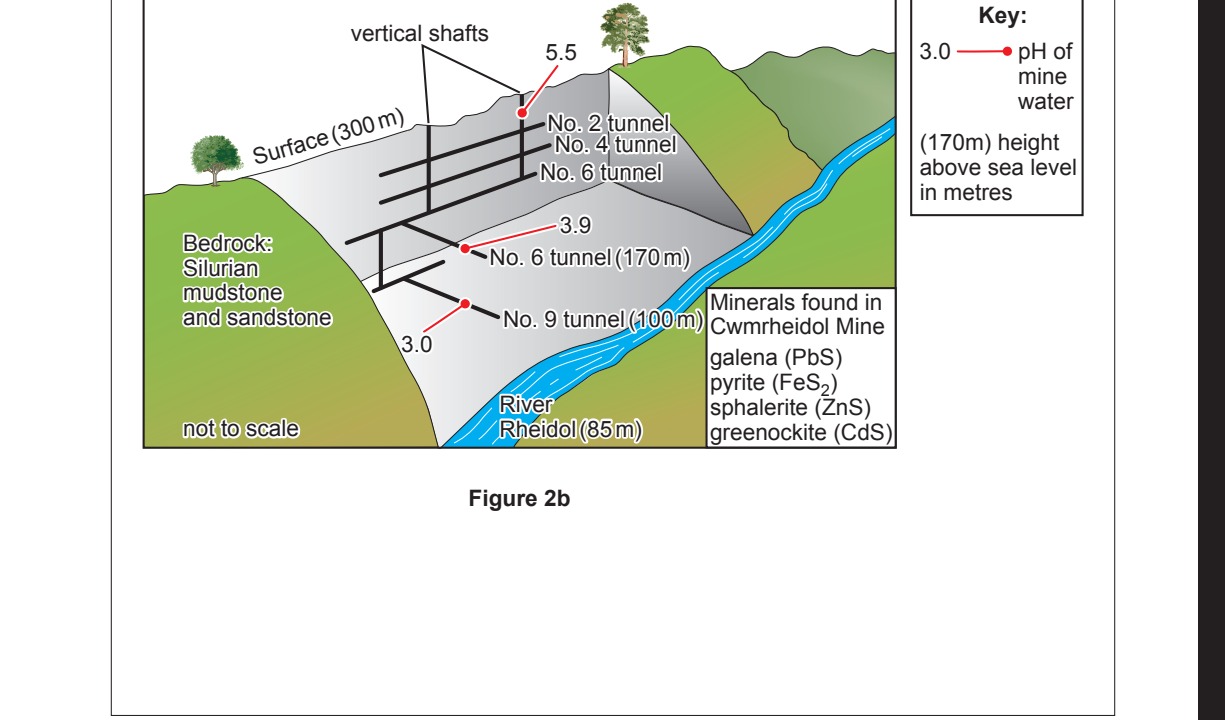 vertical shafts
5.5
Surface (300 m)
No. 2 tunnel
No. 4 tunnel
No. 6 tunnel
3.9
No. 6 tunnel (170 m)
No. 9 tunnel (100 m)
3.0
Bedrock:
Silurian
mudstone
and sandstone
not to scale
River
Rheidol (85 m)
Minerals found in
Cwmrheidol Mine
galena (PbS)
pyrite (FeS₂)
sphalerite (ZnS)
greenockite (CdS)
Key:
3.0 pH of
mine
water
(170m) height
above sea level
in metres
Figure 2b